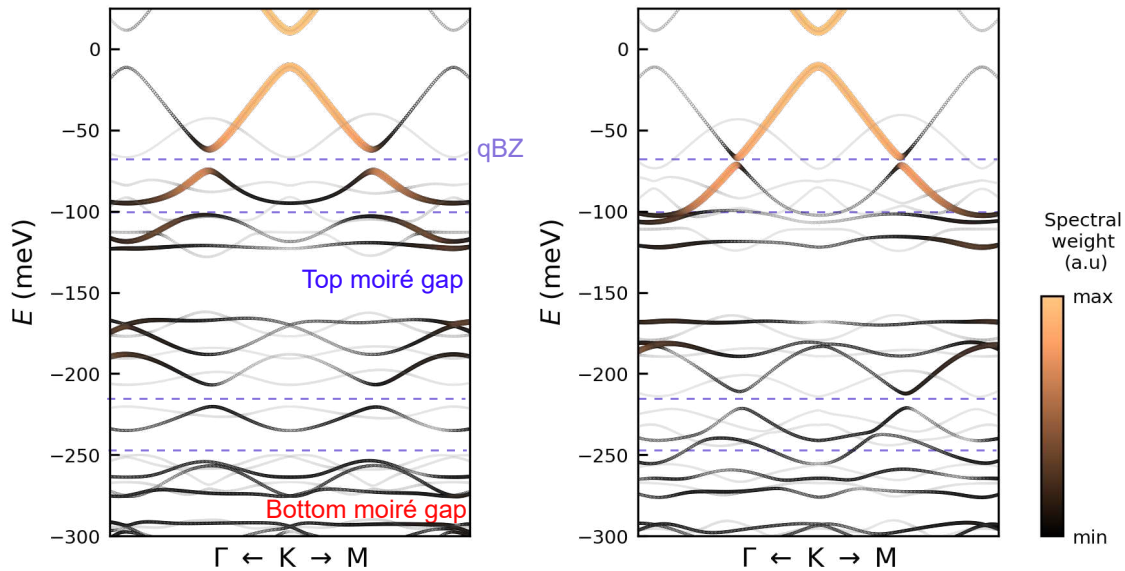 0
−50
−100
−150
−200
−250
−300
E (meV)
qBZ
Top moiré gap
Bottom moiré gap
Γ ← K → M
0
−50
−100
−150
−200
−250
−300
E (meV)
Γ ← K → M
Spectral
weight
(a.u)
max
min